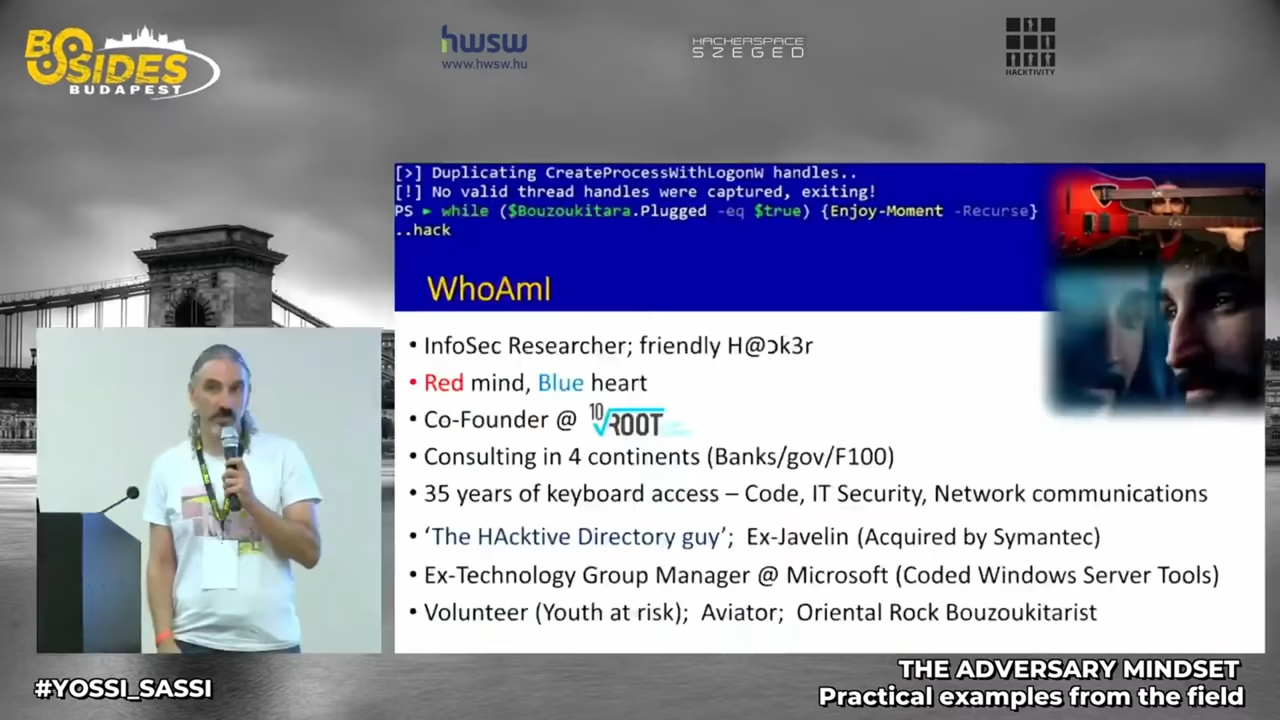 BSIDES
BUDAPEST
hwsw
www.hwsw.hu
HACKERSPACE
SZEGED
HACKTIVITY
[>] Duplicating CreateProcessWithLogonW handles..
[!] No valid thread handles were captured, exiting!
PS ► while ($Bouzoukitara.Plugged -eq $true) {Enjoy-Moment -Recurse}
..hack
WhoAmI
• InfoSec Researcher; friendly H@ɔk3r
• Red mind, Blue heart
• Co-Founder @ 10√ROOT
• Consulting in 4 continents (Banks/gov/F100)
• 35 years of keyboard access – Code, IT Security, Network communications
• ‘The HAcktive Directory guy’; Ex-Javelin (Acquired by Symantec)
• Ex-Technology Group Manager @ Microsoft (Coded Windows Server Tools)
• Volunteer (Youth at risk); Aviator; Oriental Rock Bouzoukitarist
#YOSSI_SASSI
THE ADVERSARY MINDSET
Practical examples from the field